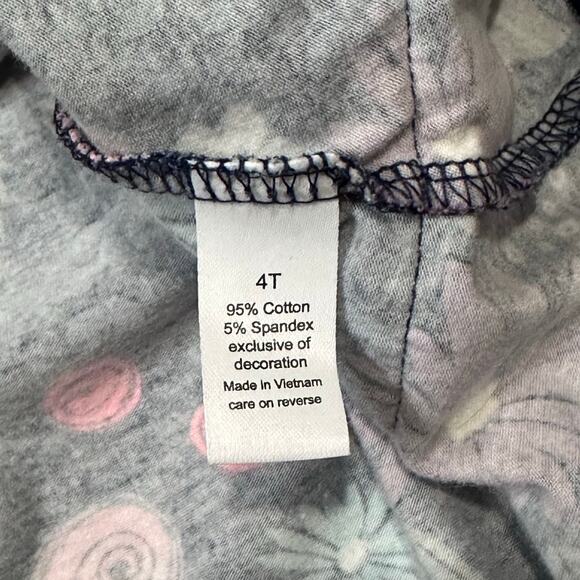 4T
95% Cotton
5% Spandex
exclusive of
decoration
Made in Vietnam
care on reverse